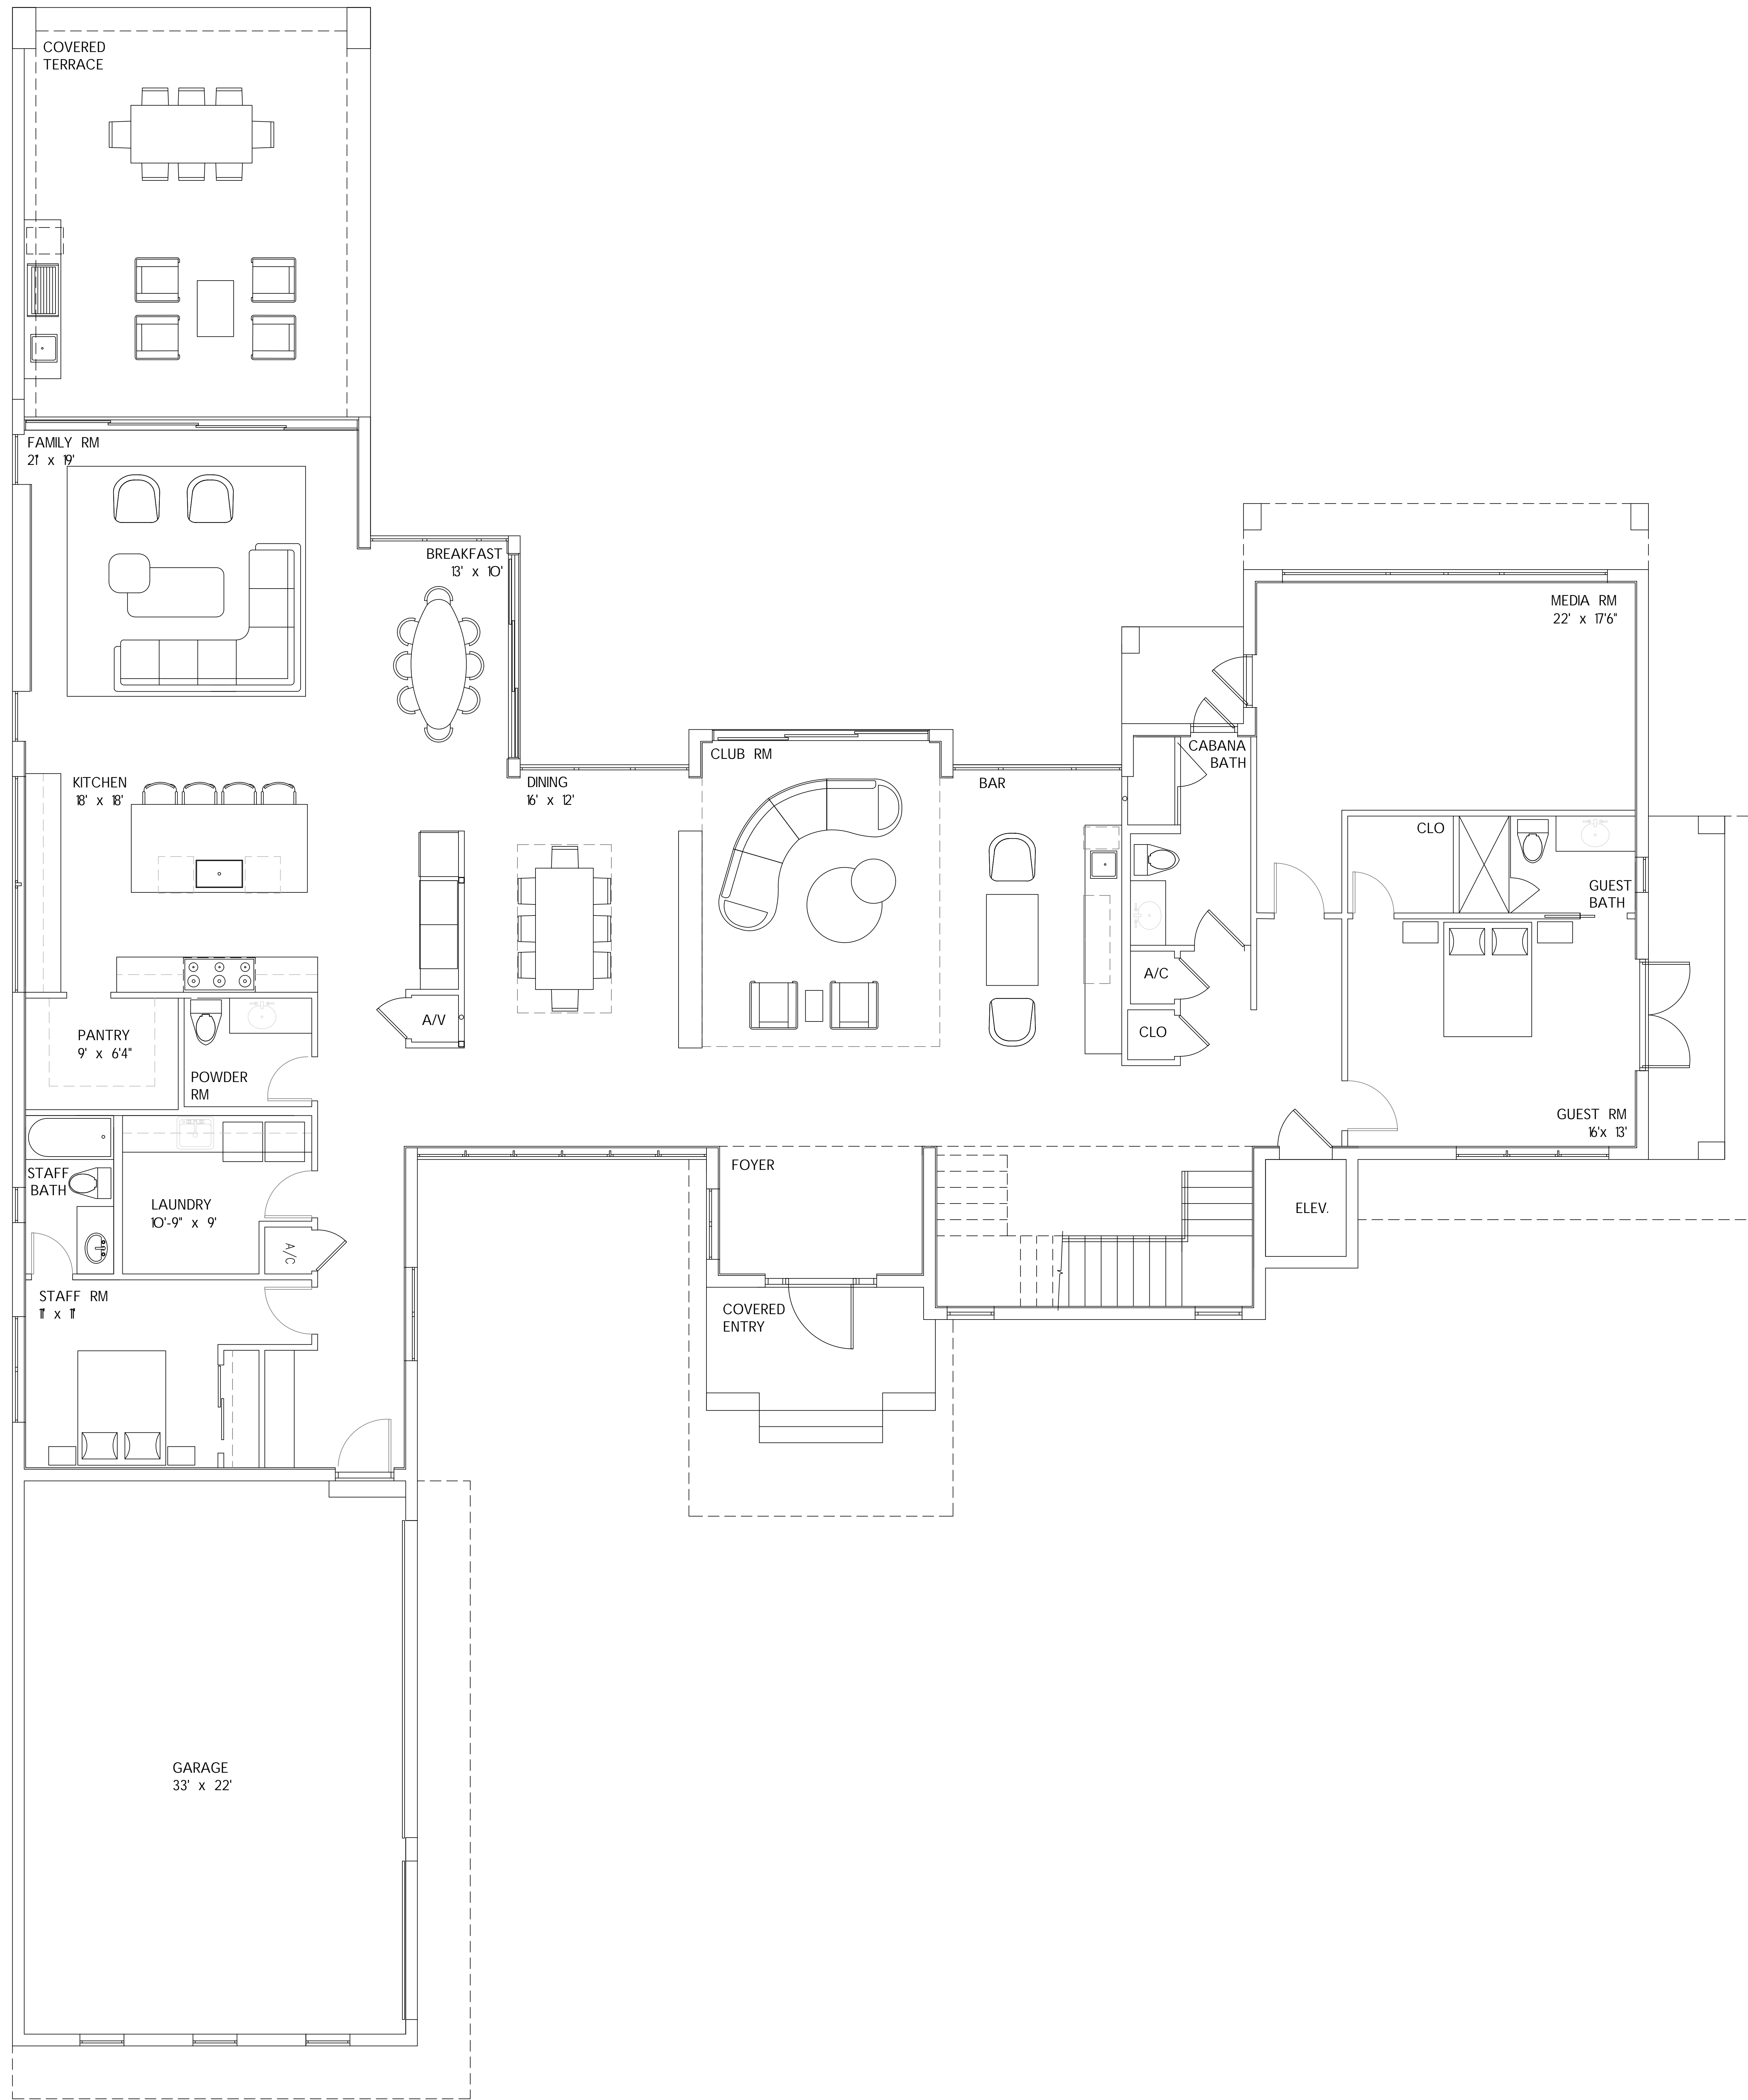 COVERED
TERRACE
FAMILY RM
21' x 19'
BREAKFAST
13' x 10'
MEDIA RM
22' x 17'6"
CABANA
BATH
CLUB RM
KITCHEN
18' x 18'
DINING
16' x 12'
BAR
CLO
GUEST
BATH
A/C
A/V
CLO
PANTRY
9' x 6'4"
POWDER
RM
GUEST RM
16'x 13'
FOYER
STAFF
BATH
LAUNDRY
10'-9" x 9'
ELEV.
A/C
STAFF RM
11' x 11'
COVERED
ENTRY
GARAGE
33' x 22'